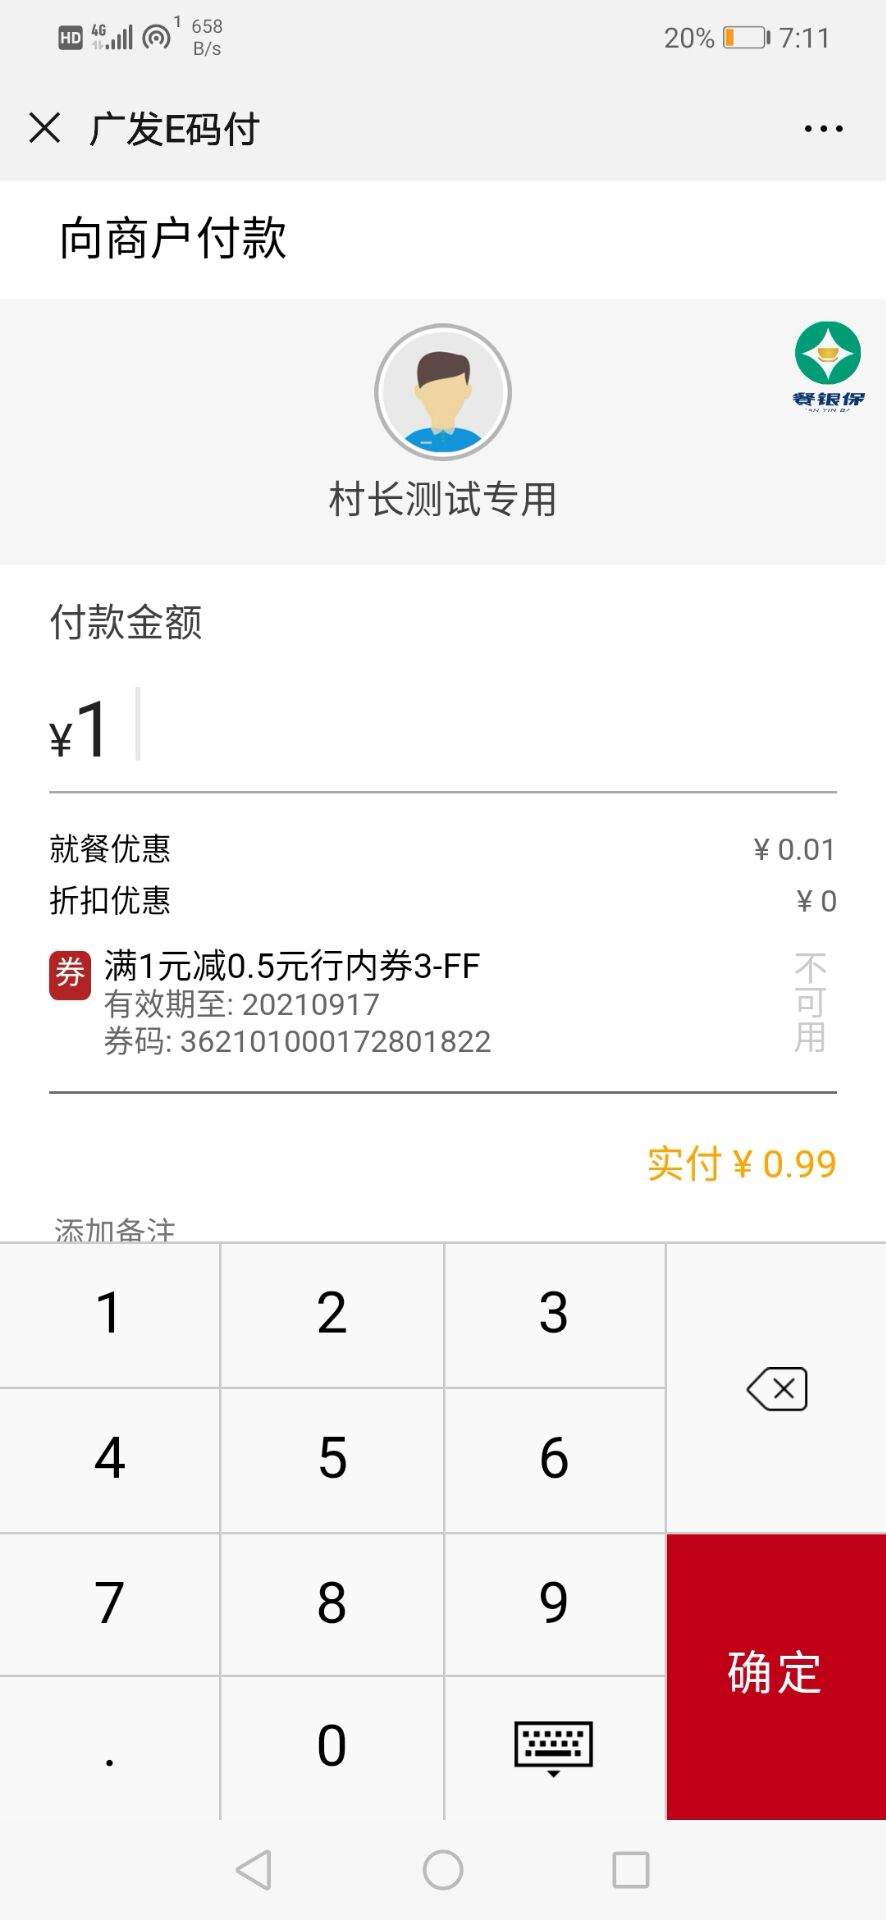 HD 4G 1 658 B/s 20% 7:11
广发E码付
向商户付款
餐银保
村长测试专用
付款金额
¥1
就餐优惠 ¥ 0.01
折扣优惠 ¥ 0
券 满1元减0.5元行内券3-FF
有效期至: 20210917
券码: 362101000172801822
不可用
实付 ¥ 0.99
添加备注
1 2 3
4 5 6
7 8 9
确定
. 0